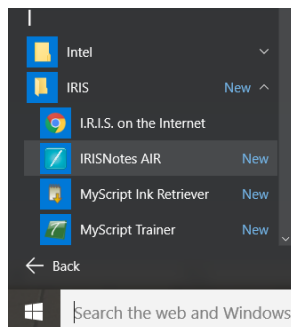 I
Intel
IRIS New
I.R.I.S. on the Internet
IRISNotes AIR New
MyScript Ink Retriever New
MyScript Trainer New
Back
Search the web and Windows